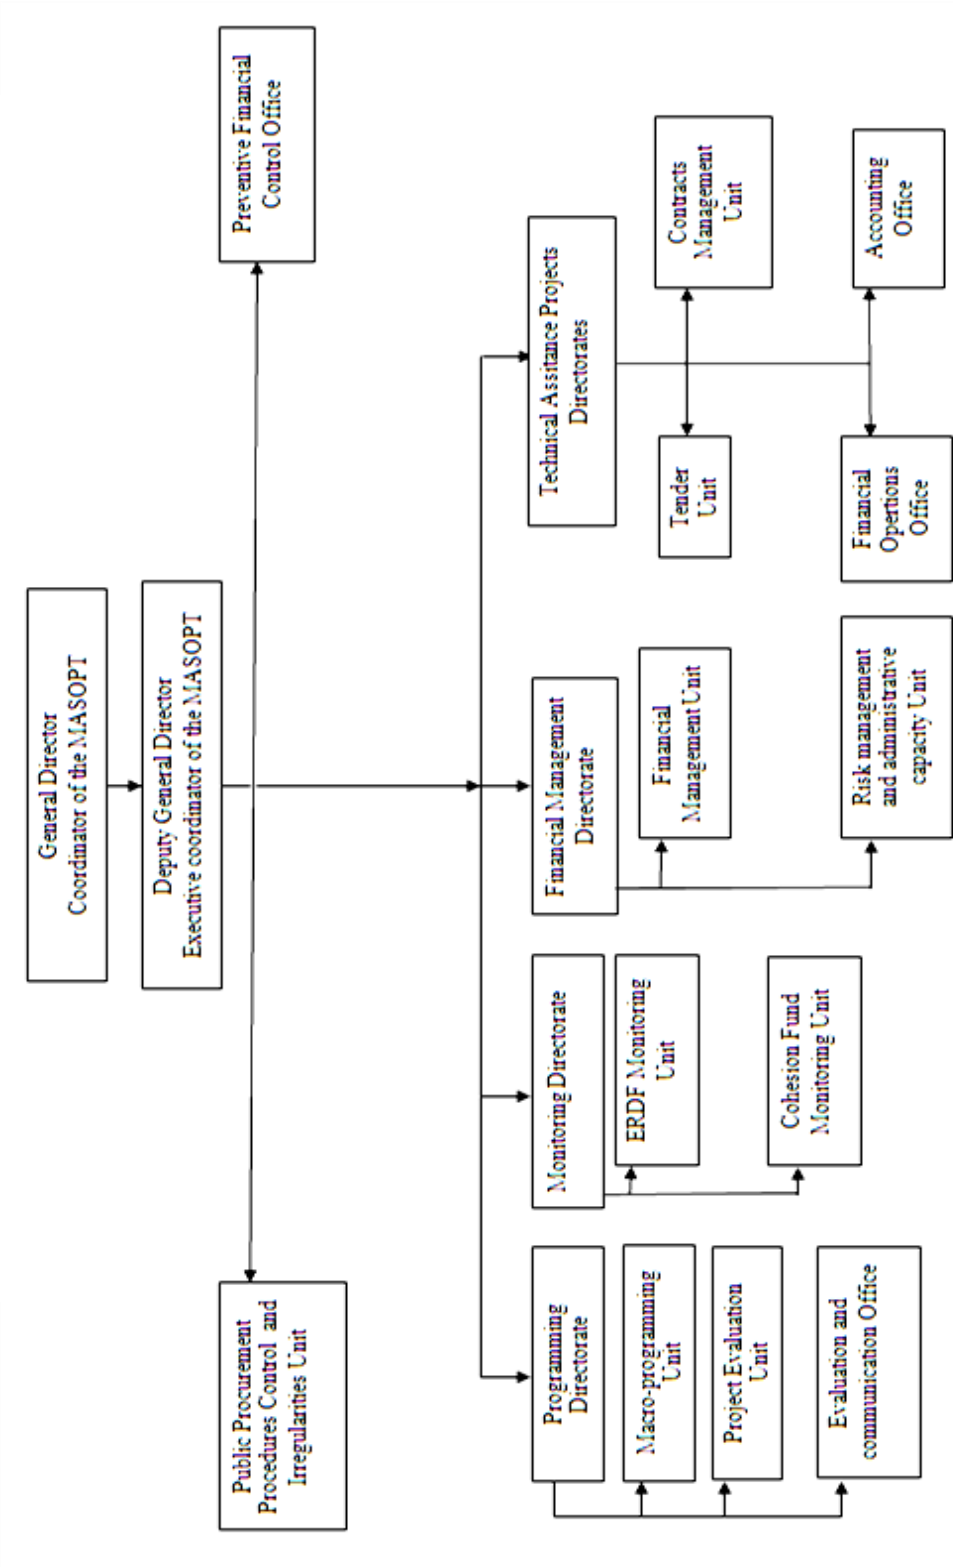 General Director
Coordinator of the MASOPT
Deputy General Director
Executive coordinator of the MASOPT
Public Procurement
Procedures Control and
Irregularities Unit
Preventive Financial
Control Office
Programming
Directorate
Monitoring Directorate
Financial Management
Directorate
Technical Assitance Projects
Directorates
Macro-programming
Unit
Project Evaluation
Unit
Evaluation and
communication Office
ERDF Monitoring
Unit
Cohesion Fund
Monitoring Unit
Financial
Management Unit
Risk management
and administrative
capacity Unit
Tender
Unit
Contracts
Management
Unit
Financial
Opertions
Office
Accounting
Office